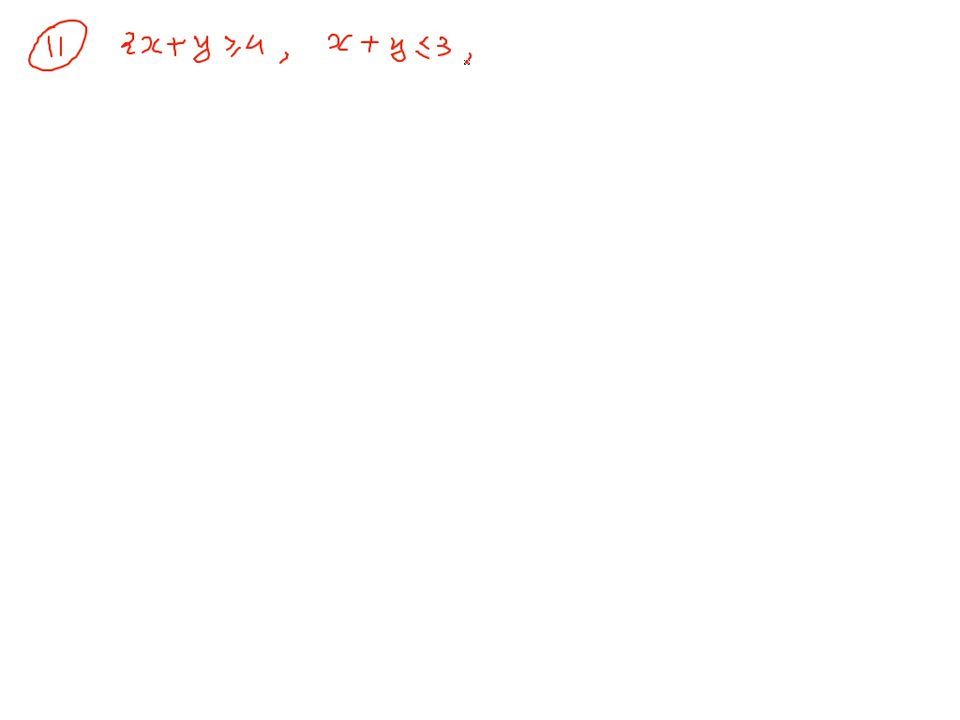 11 2x + y ≥ 4 , x + y ≤ 3 ,